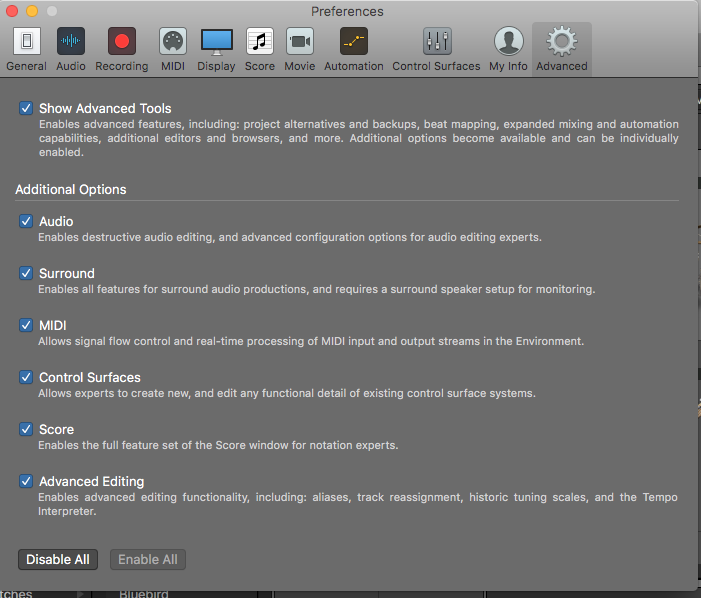 Preferences
General Audio Recording MIDI Display Score Movie Automation Control Surfaces My Info Advanced
Show Advanced Tools
Enables advanced features, including: project alternatives and backups, beat mapping, expanded mixing and automation
capabilities, additional editors and browsers, and more. Additional options become available and can be individually
enabled.
Additional Options
Audio
Enables destructive audio editing, and advanced configuration options for audio editing experts.
Surround
Enables all features for surround audio productions, and requires a surround speaker setup for monitoring.
MIDI
Allows signal flow control and real-time processing of MIDI input and output streams in the Environment.
Control Surfaces
Allows experts to create new, and edit any functional detail of existing control surface systems.
Score
Enables the full feature set of the Score window for notation experts.
Advanced Editing
Enables advanced editing functionality, including: aliases, track reassignment, historic tuning scales, and the Tempo
Interpreter.
Disable All Enable All
tches Bluebird